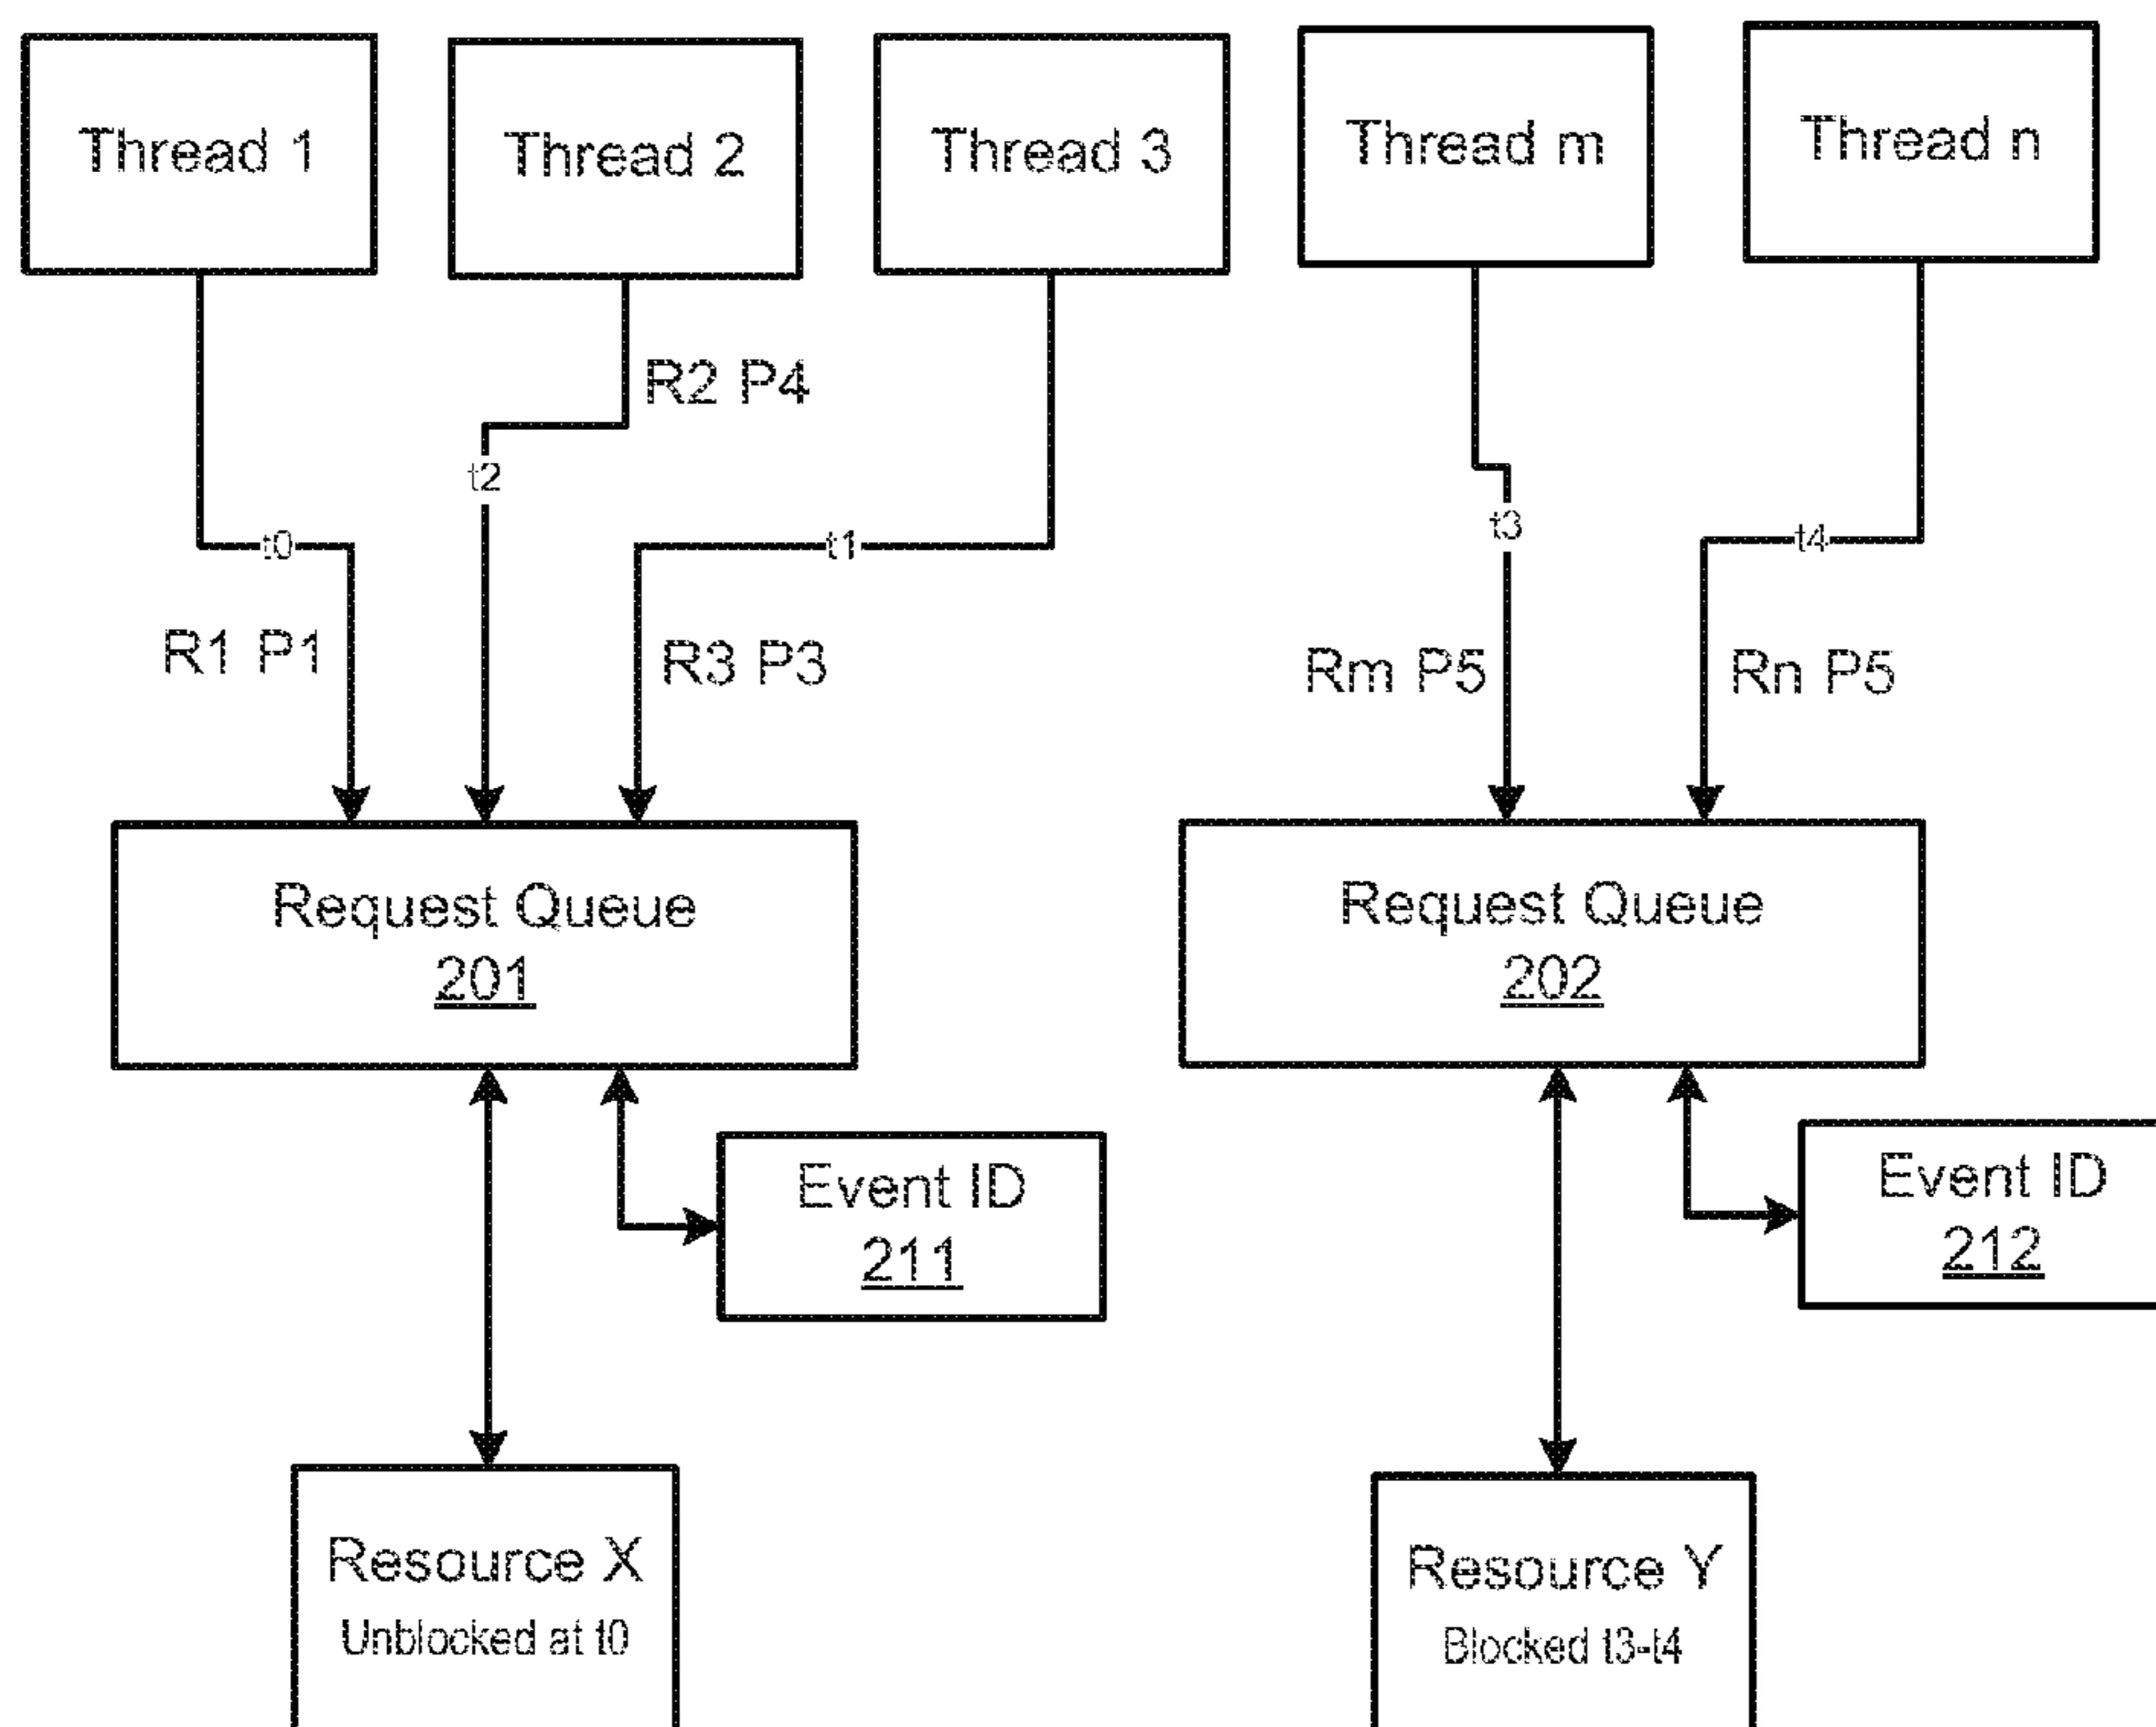 Thread 1
Thread 2
Thread 3
Thread m
Thread n
R2 P4
t2
t0
t1
t3
t4
R1 P1
R3 P3
Rm P5
Rn P5
Request Queue
201
Request Queue
202
Event ID
211
Event ID
212
Resource X
Unblocked at t0
Resource Y
Blocked t3-t4